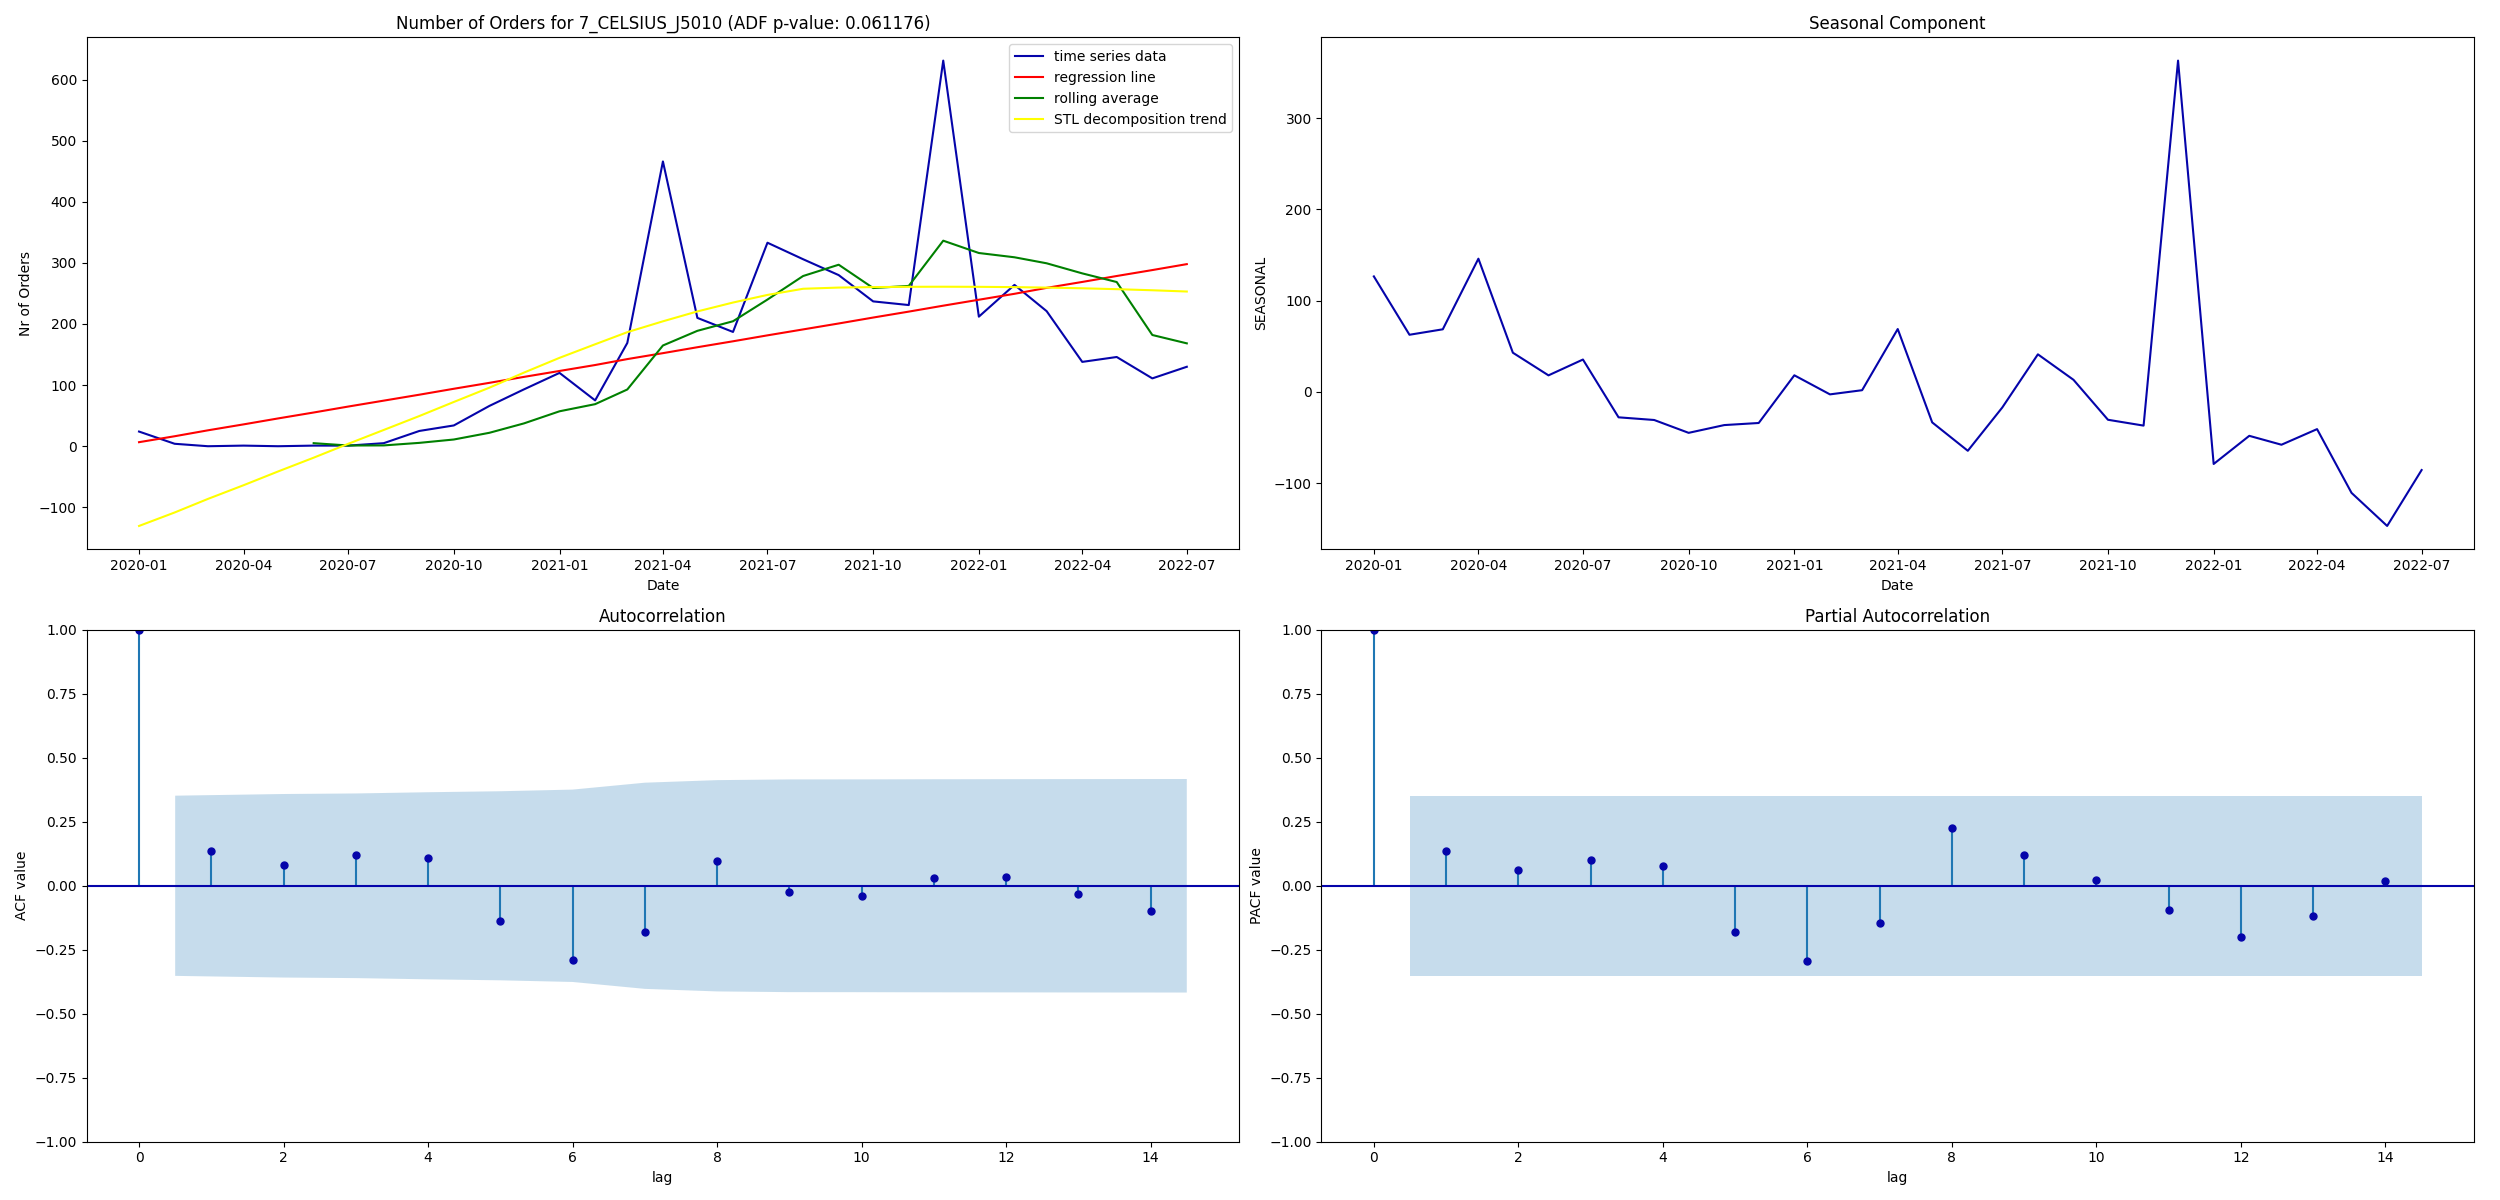 Number of Orders for 7_CELSIUS_J5010 (ADF p-value: 0.061176)
time series data
regression line
rolling average
STL decomposition trend
600
500
400
300
200
100
0
−100
Nr of Orders
2020-01 2020-04 2020-07 2020-10 2021-01 2021-04 2021-07 2021-10 2022-01 2022-04 2022-07
Date
Seasonal Component
300
200
100
0
−100
SEASONAL
2020-01 2020-04 2020-07 2020-10 2021-01 2021-04 2021-07 2021-10 2022-01 2022-04 2022-07
Date
Autocorrelation
1.00
0.75
0.50
0.25
0.00
−0.25
−0.50
−0.75
−1.00
ACF value
0 2 4 6 8 10 12 14
lag
Partial Autocorrelation
1.00
0.75
0.50
0.25
0.00
−0.25
−0.50
−0.75
−1.00
PACF value
0 2 4 6 8 10 12 14
lag